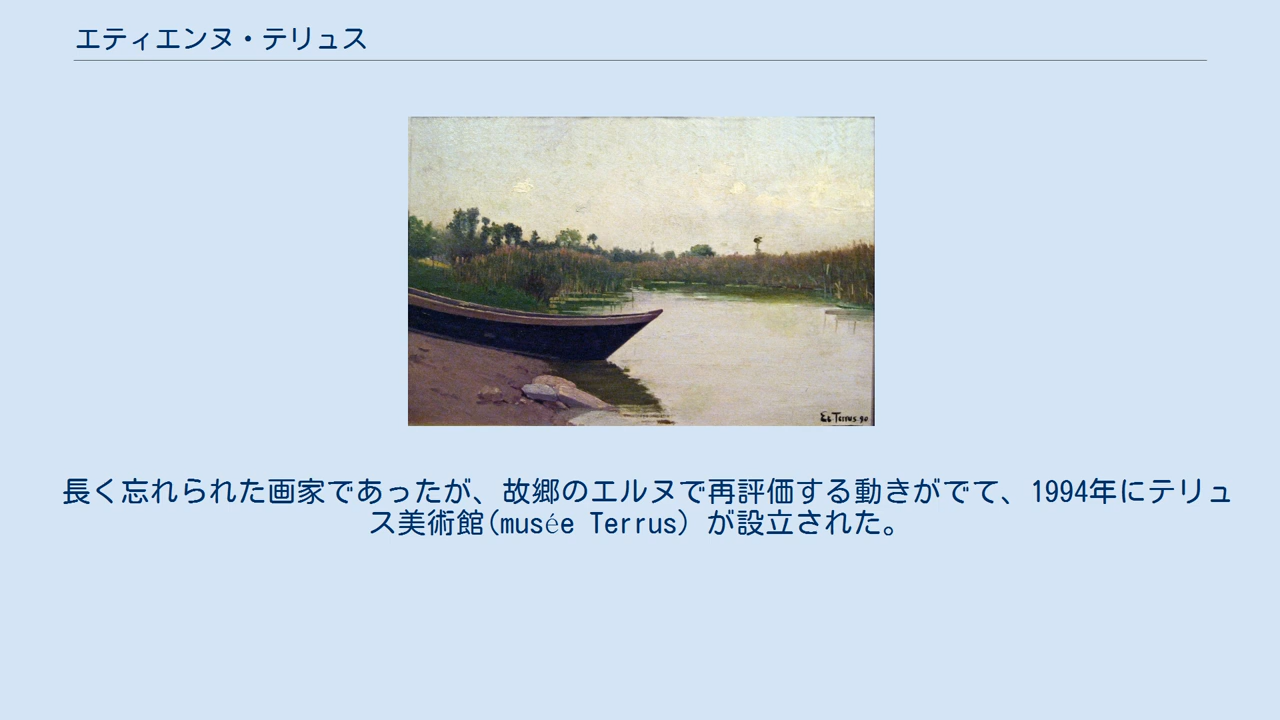 エティエンヌ・テリュス
Et Terrus 90
長く忘れられた画家であったが、故郷のエルヌで再評価する動きがでて、1994年にテリュ
ス美術館(musée Terrus) が設立された。